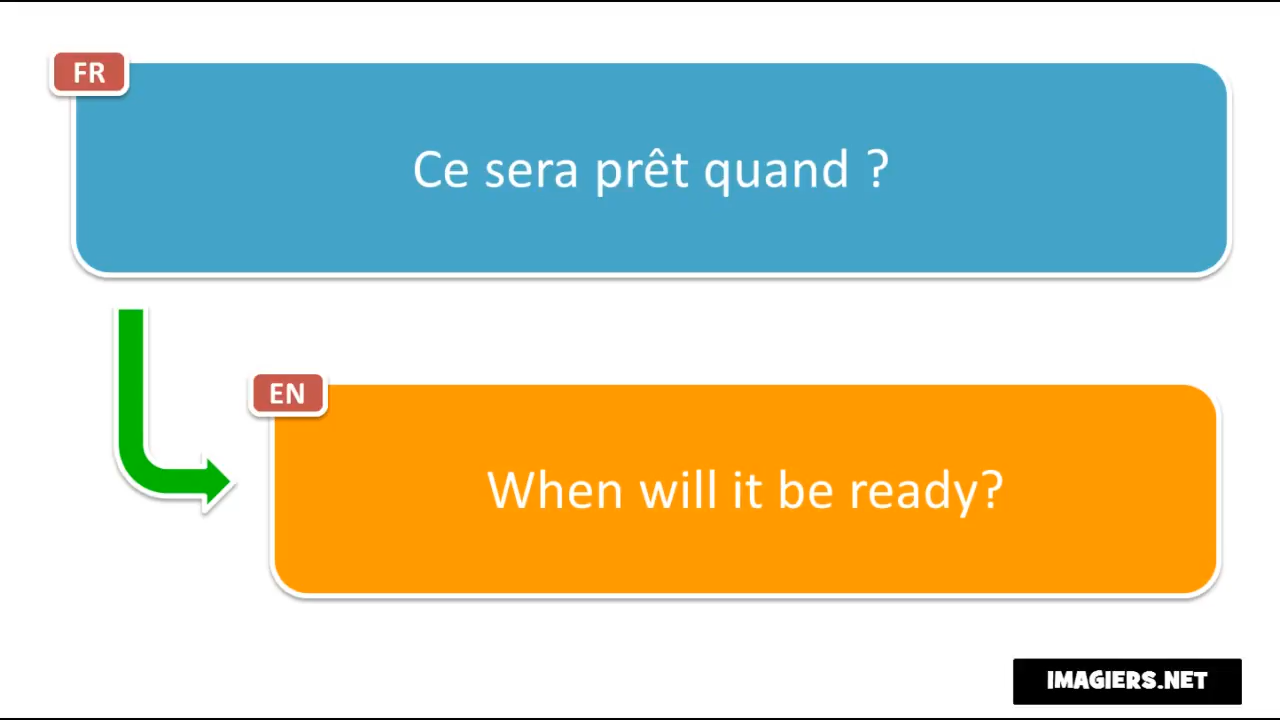 FR
Ce sera prêt quand ?
EN
When will it be ready?
IMAGIERS.NET